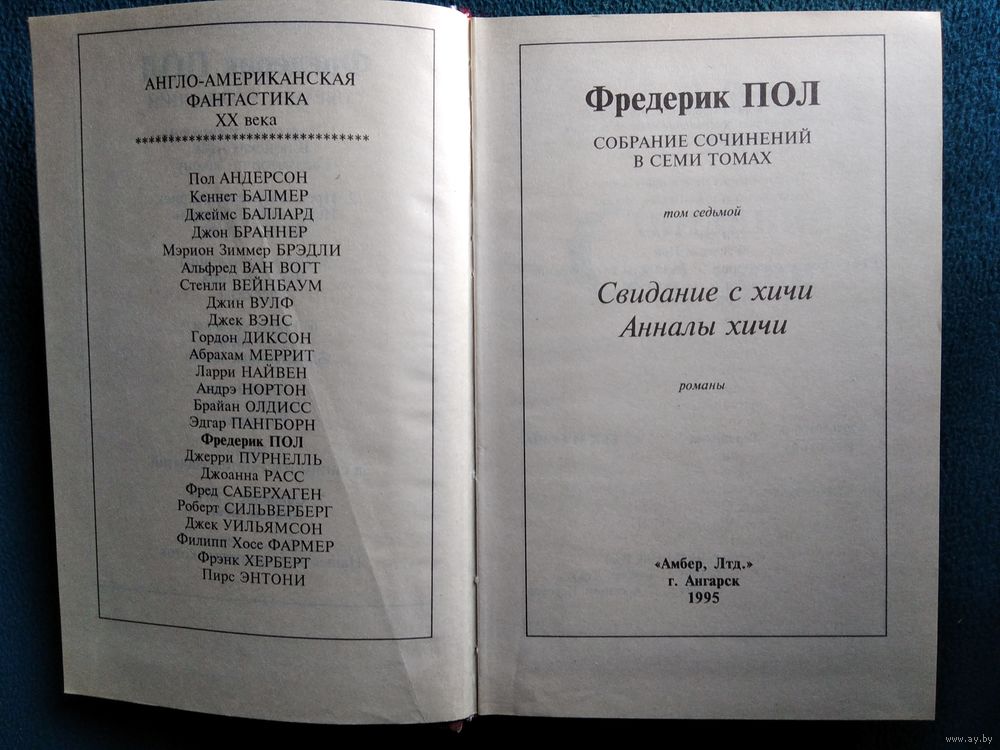 АНГЛО-АМЕРИКАНСКАЯ
ФАНТАСТИКА
XX века
*******************************
Пол АНДЕРСОН
Кеннет БАЛМЕР
Джеймс БАЛЛАРД
Джон БРАННЕР
Мэрион Зиммер БРЭДЛИ
Альфред ВАН ВОГТ
Стенли ВЕЙНБАУМ
Джин ВУЛФ
Джек ВЭНС
Гордон ДИКСОН
Абрахам МЕРРИТ
Ларри НАЙВЕН
Андрэ НОРТОН
Брайан ОЛДИСС
Эдгар ПАНГБОРН
Фредерик ПОЛ
Джерри ПУРНЕЛЛЬ
Джоанна РАСС
Фред САБЕРХАГЕН
Роберт СИЛЬВЕРБЕРГ
Джек УИЛЬЯМСОН
Филипп Хосе ФАРМЕР
Фрэнк ХЕРБЕРТ
Пирс ЭНТОНИ
Фредерик ПОЛ
СОБРАНИЕ СОЧИНЕНИЙ
В СЕМИ ТОМАХ
том седьмой
Свидание с хичи
Анналы хичи
романы
«Амбер, Лтд.»
г. Ангарск
1995
www.ay.by